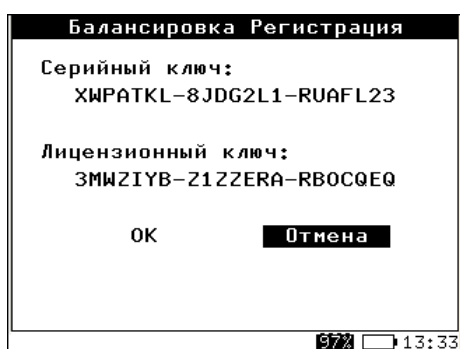 Балансировка Регистрация
Серийный ключ:
XWPATKL-8JDG2L1-RUAFL23
Лицензионный ключ:
3MWZIYB-Z1ZZERA-RBOCQEQ
OK Отмена
97% 13:33